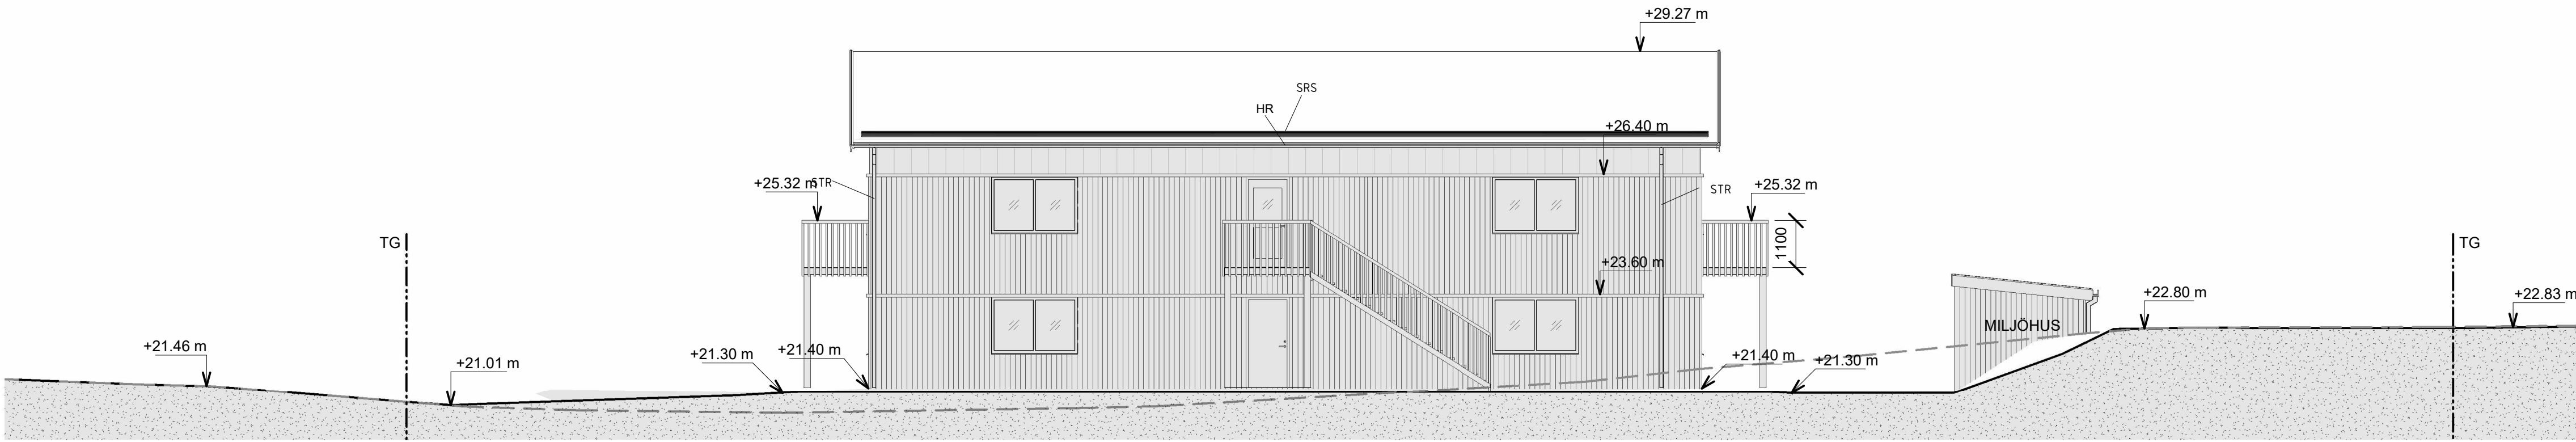 +29.27 m
SRS
HR
+26.40 m
+25.32 m
STR
STR
+25.32 m
1100
TG
TG
+23.60 m
+22.80 m
+22.83 m
MILJÖHUS
+21.46 m
+21.01 m
+21.30 m
+21.40 m
+21.40 m
+21.30 m